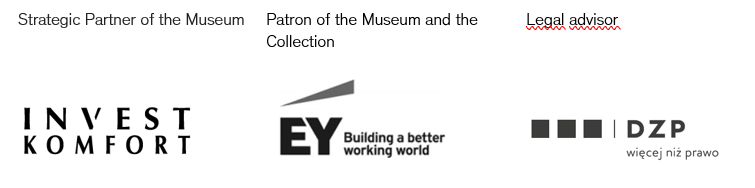 Strategic Partner of the Museum
Patron of the Museum and the
Collection
Legal advisor
INVEST
KOMFORT
EY Building a better
working world
DZP
więcej niż prawo